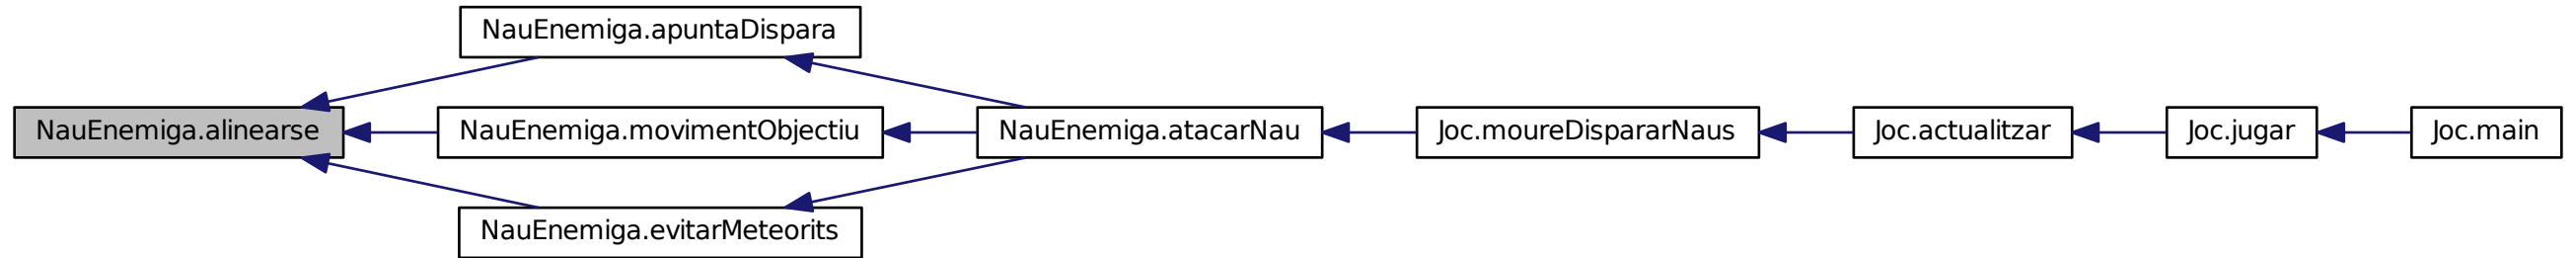 NauEnemiga.apuntaDispara
NauEnemiga.alinearse
NauEnemiga.movimentObjectiu
NauEnemiga.atacarNau
Joc.moureDispararNaus
Joc.actualitzar
Joc.jugar
Joc.main
NauEnemiga.evitarMeteorits